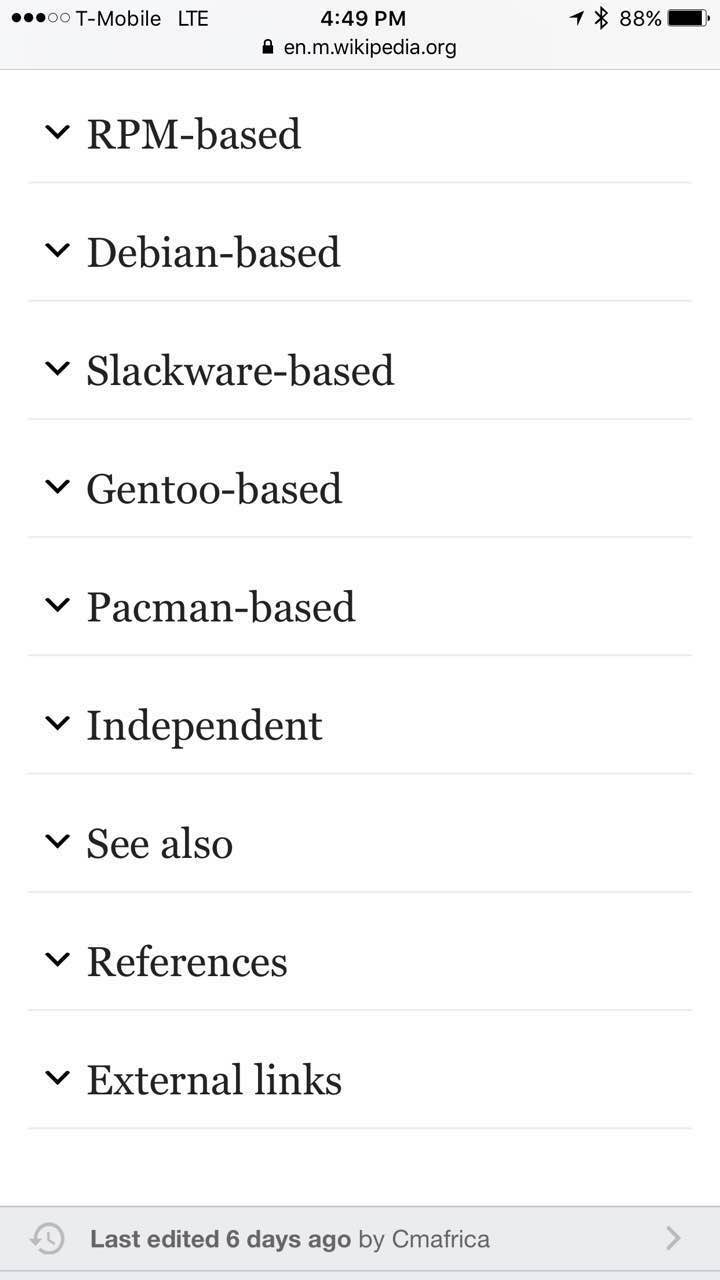 T-Mobile LTE 4:49 PM 88%
en.m.wikipedia.org
RPM-based
Debian-based
Slackware-based
Gentoo-based
Pacman-based
Independent
See also
References
External links
Last edited 6 days ago by Cmafrica